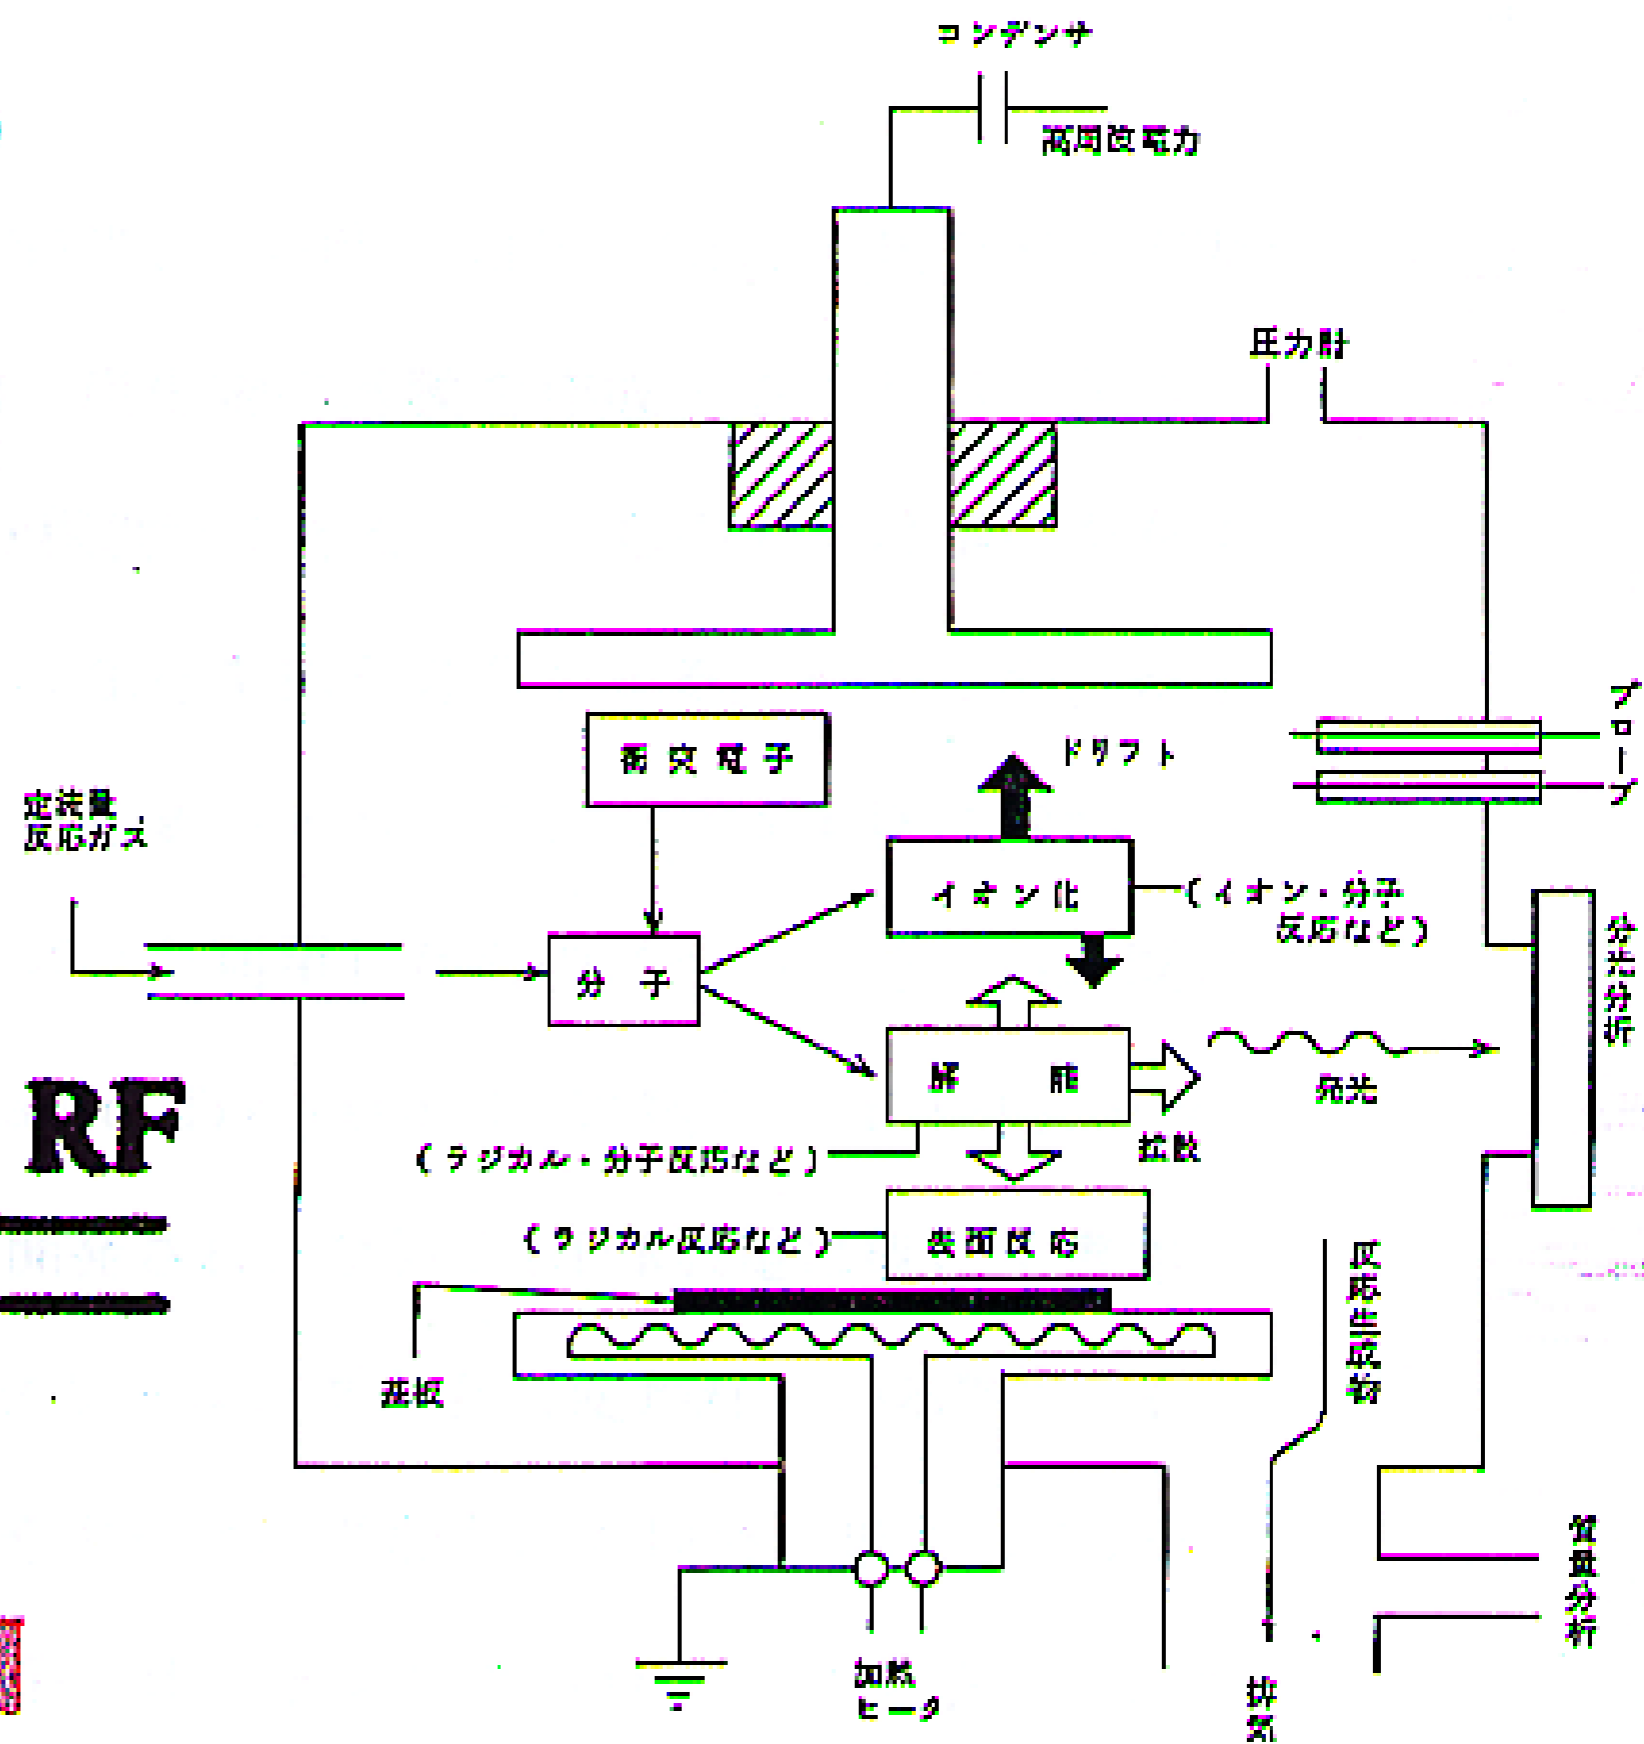 コンデンサ
高周波電力
圧力計
プローブ
衝突電子
ドリフト
定流量
反応ガス
イオン化
(イオン・分子
反応など)
分子
分光分析
解離
発光
RF
拡散
(ラジカル・分子反応など)
(ラジカル反応など)
表面反応
反応生成物
基板
質量分析
加熱
ヒータ
排気